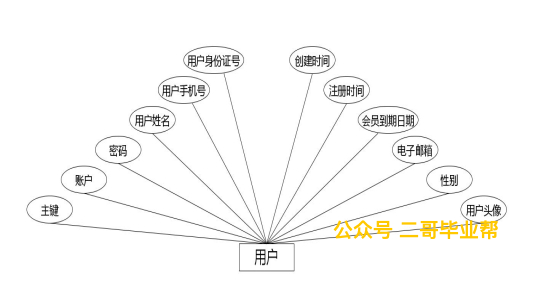 用户身份证号
创建时间
用户手机号
注册时间
用户姓名
会员到期日期
密码
电子邮箱
账户
性别
主键
用户头像
公众号 二哥毕业帮
用户